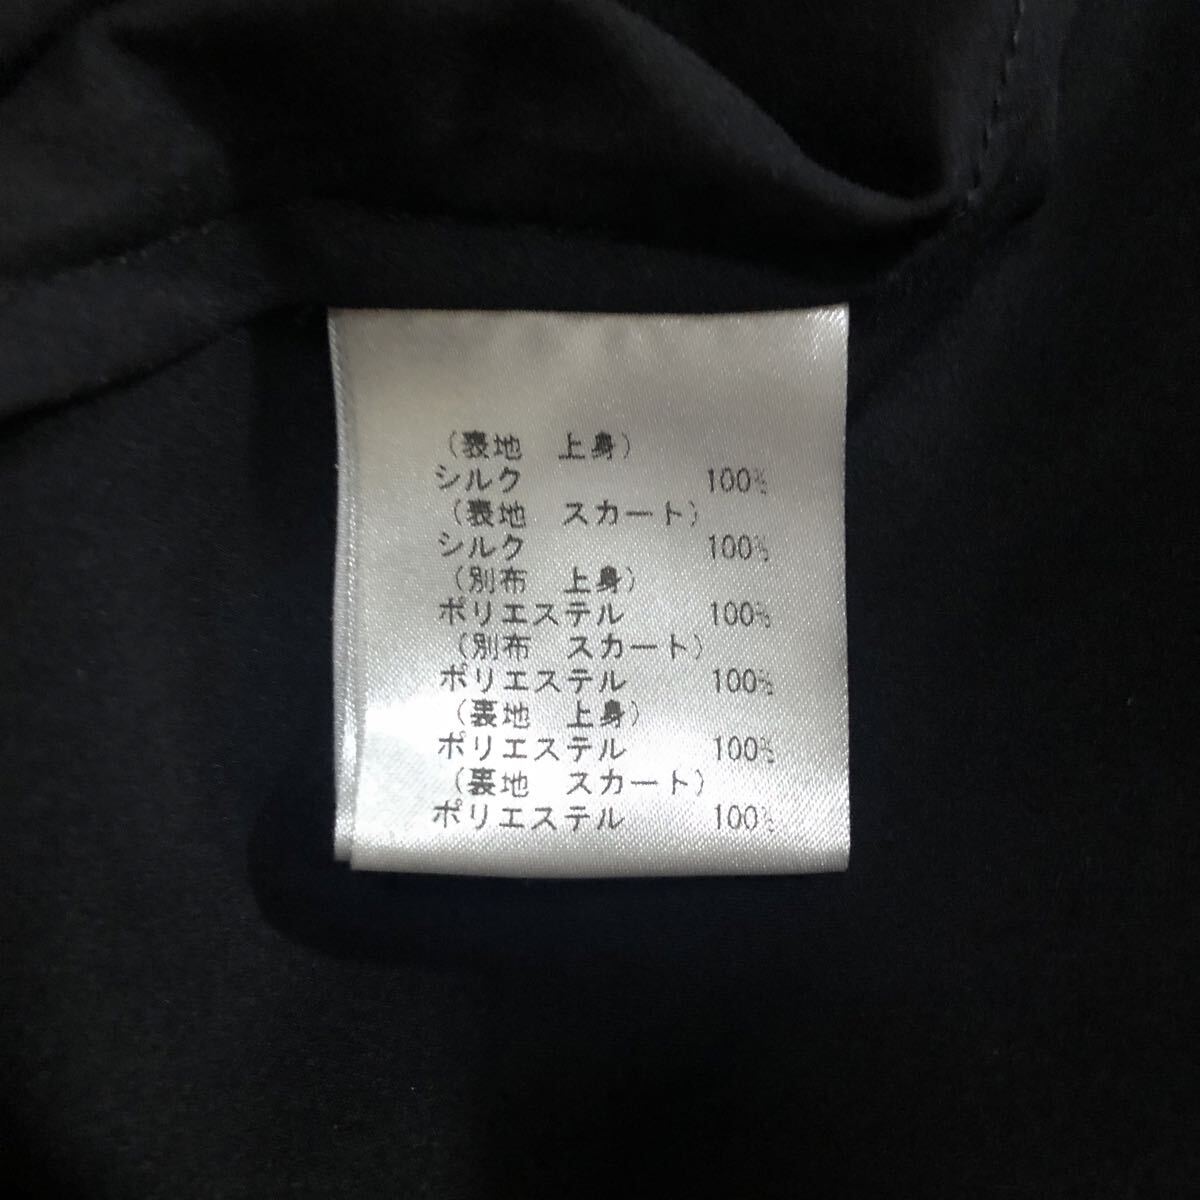 （表地　上身）
シルク　100%
（表地　スカート）
シルク　100%
（別布　上身）
ポリエステル　100%
（別布　スカート）
ポリエステル　100%
（裏地　上身）
ポリエステル　100%
（裏地　スカート）
ポリエステル　100%